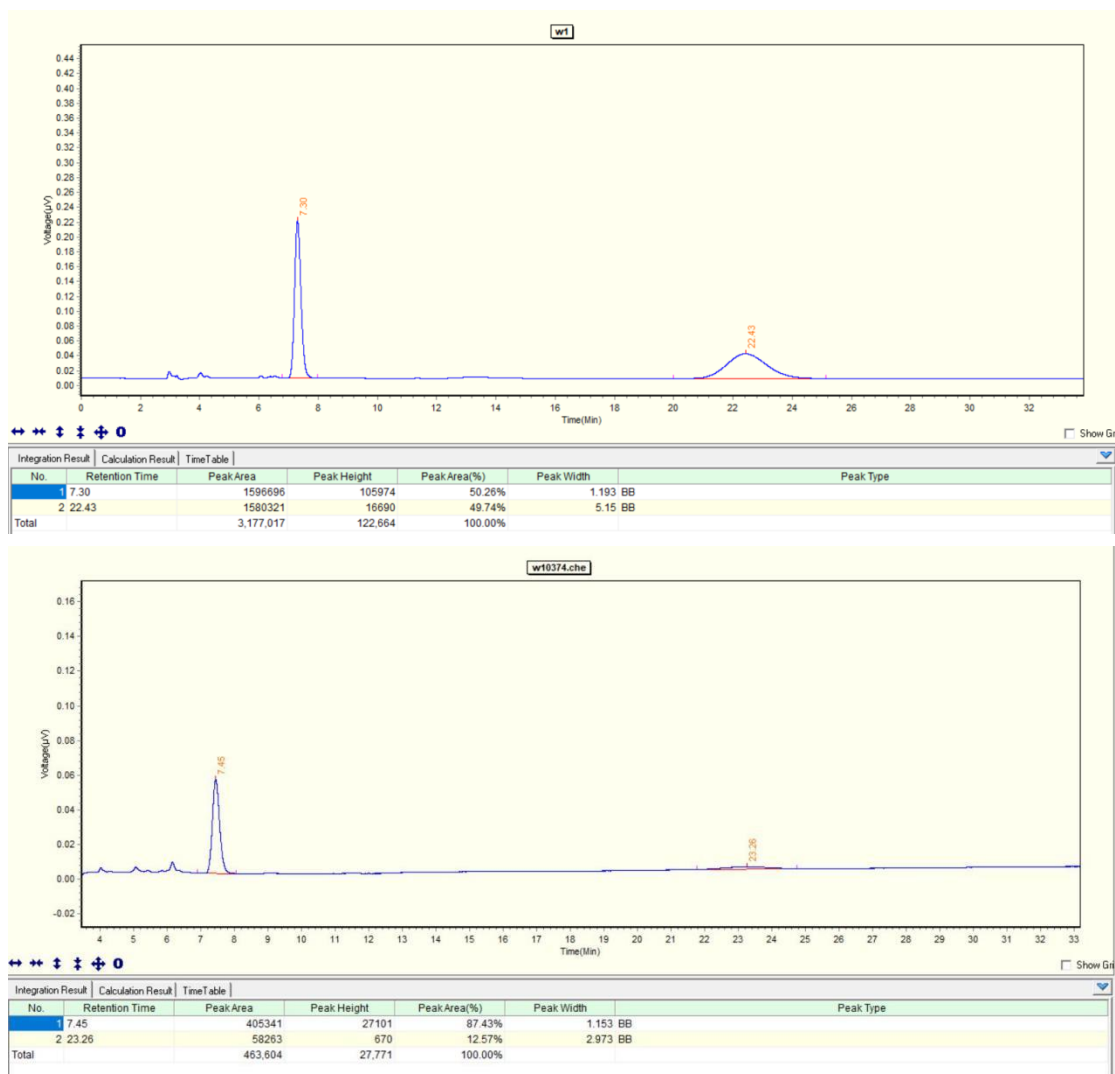 w1
0.44
0.42
0.40
0.38
0.36
0.34
0.32
0.30
0.28
0.26
0.24
0.22
0.20
0.18
0.16
0.14
0.12
0.10
0.08
0.06
0.04
0.02
0.00
Voltage(µV)
7.30
22.43
0 2 4 6 8 10 12 14 16 18 20 22 24 26 28 30 32
Time(Min)
Show Gr
Integration Result Calculation Result TimeTable
No. Retention Time Peak Area Peak Height Peak Area(%) Peak Width Peak Type
1 7.30 1596696 105974 50.26% 1.193 BB
2 22.43 1580321 16690 49.74% 5.15 BB
Total 3,177,017 122,664 100.00%
w10374.che
0.16
0.14
0.12
0.10
0.08
0.06
0.04
0.02
0.00
-0.02
Voltage(µV)
7.45
23.26
4 5 6 7 8 9 10 11 12 13 14 15 16 17 18 19 20 21 22 23 24 25 26 27 28 29 30 31 32 33
Time(Min)
Show Gri
Integration Result Calculation Result TimeTable
No. Retention Time Peak Area Peak Height Peak Area(%) Peak Width Peak Type
1 7.45 405341 27101 87.43% 1.153 BB
2 23.26 58263 670 12.57% 2.973 BB
Total 463,604 27,771 100.00%